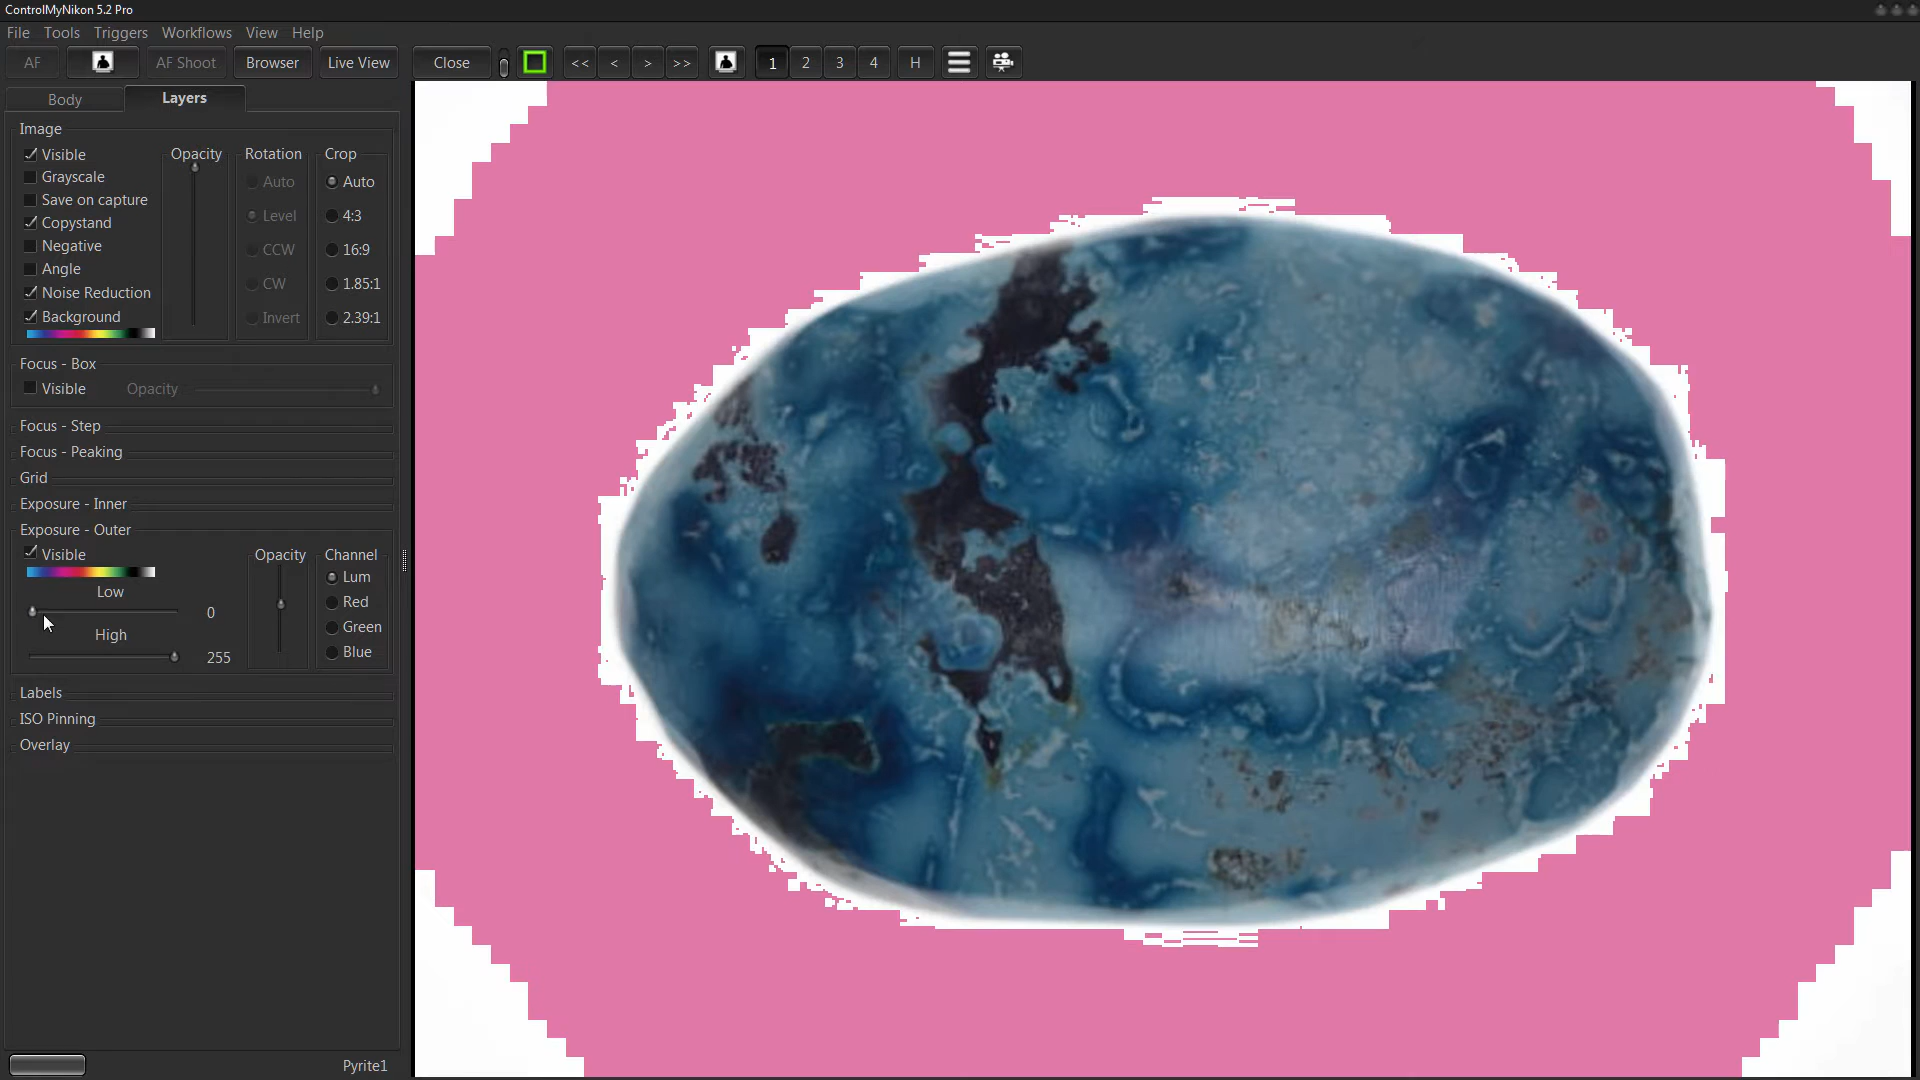 ControlMyNikon 5.2 Pro
File Tools Triggers Workflows View Help
AF AF Shoot Browser Live View Close << < > >> 1 2 3 4 H
Body Layers
Image
Visible Opacity Rotation Crop
Grayscale Auto Auto
Save on capture Level 4:3
Copystand
Negative CCW 16:9
Angle CW 1.85:1
Noise Reduction
Background Invert 2.39:1
Focus - Box
Visible Opacity
Focus - Step
Focus - Peaking
Grid
Exposure - Inner
Exposure - Outer
Visible Opacity Channel
Lum
Low Red
0
High Green
255 Blue
Labels
ISO Pinning
Overlay
Pyrite1